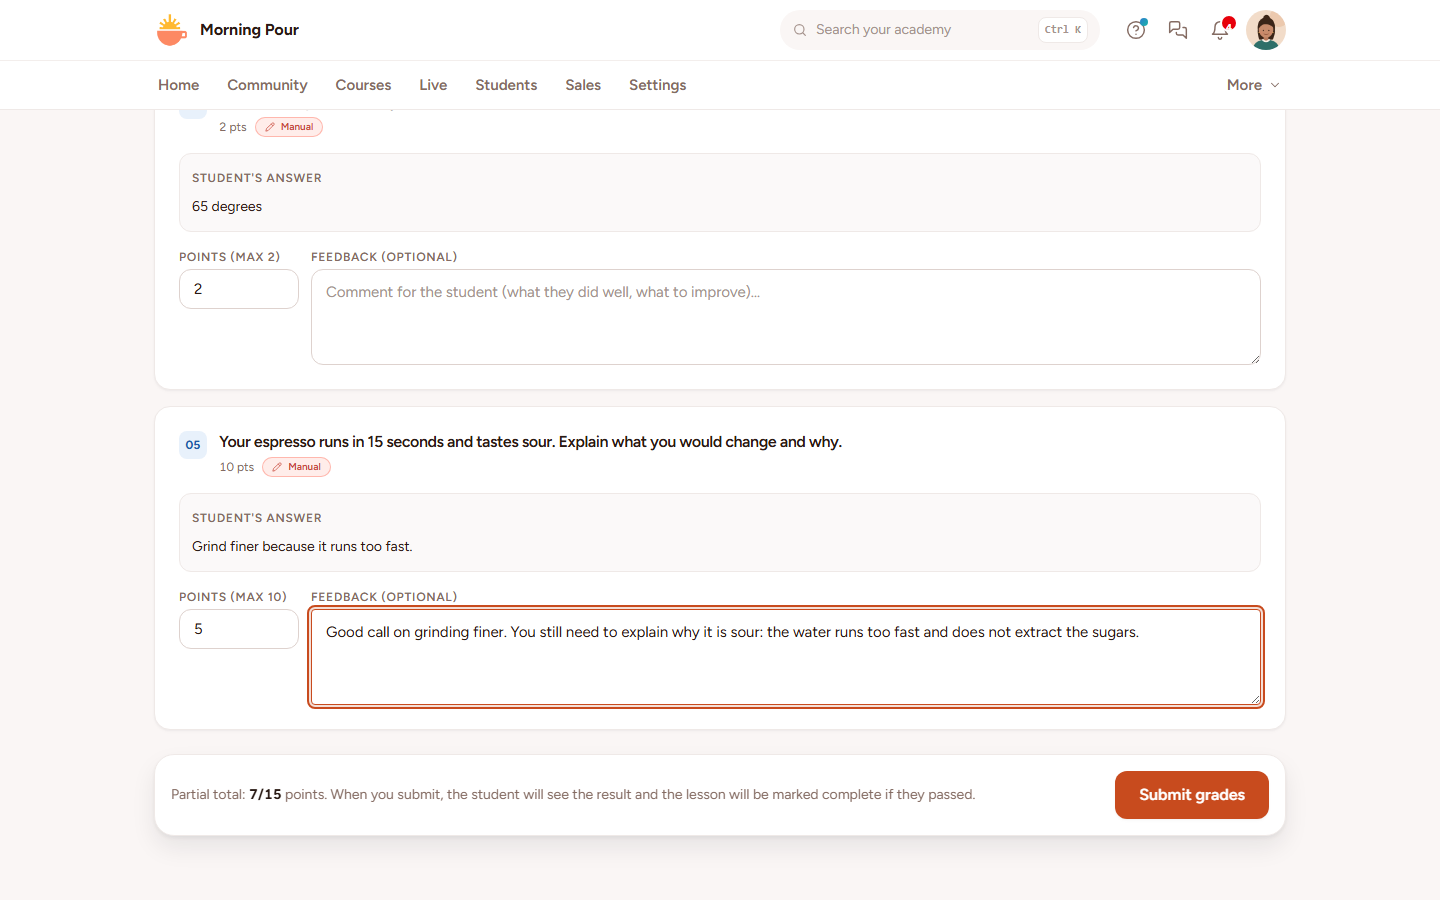 Morning Pour
Search your academy
Ctrl K
Home
Community
Courses
Live
Students
Sales
Settings
More
2 pts
Manual
STUDENT'S ANSWER
65 degrees
POINTS (MAX 2)
FEEDBACK (OPTIONAL)
2
Comment for the student (what they did well, what to improve)...
05
Your espresso runs in 15 seconds and tastes sour. Explain what you would change and why.
10 pts
Manual
STUDENT'S ANSWER
Grind finer because it runs too fast.
POINTS (MAX 10)
FEEDBACK (OPTIONAL)
5
Good call on grinding finer. You still need to explain why it is sour: the water runs too fast and does not extract the sugars.
Partial total: 7/15 points. When you submit, the student will see the result and the lesson will be marked complete if they passed.
Submit grades